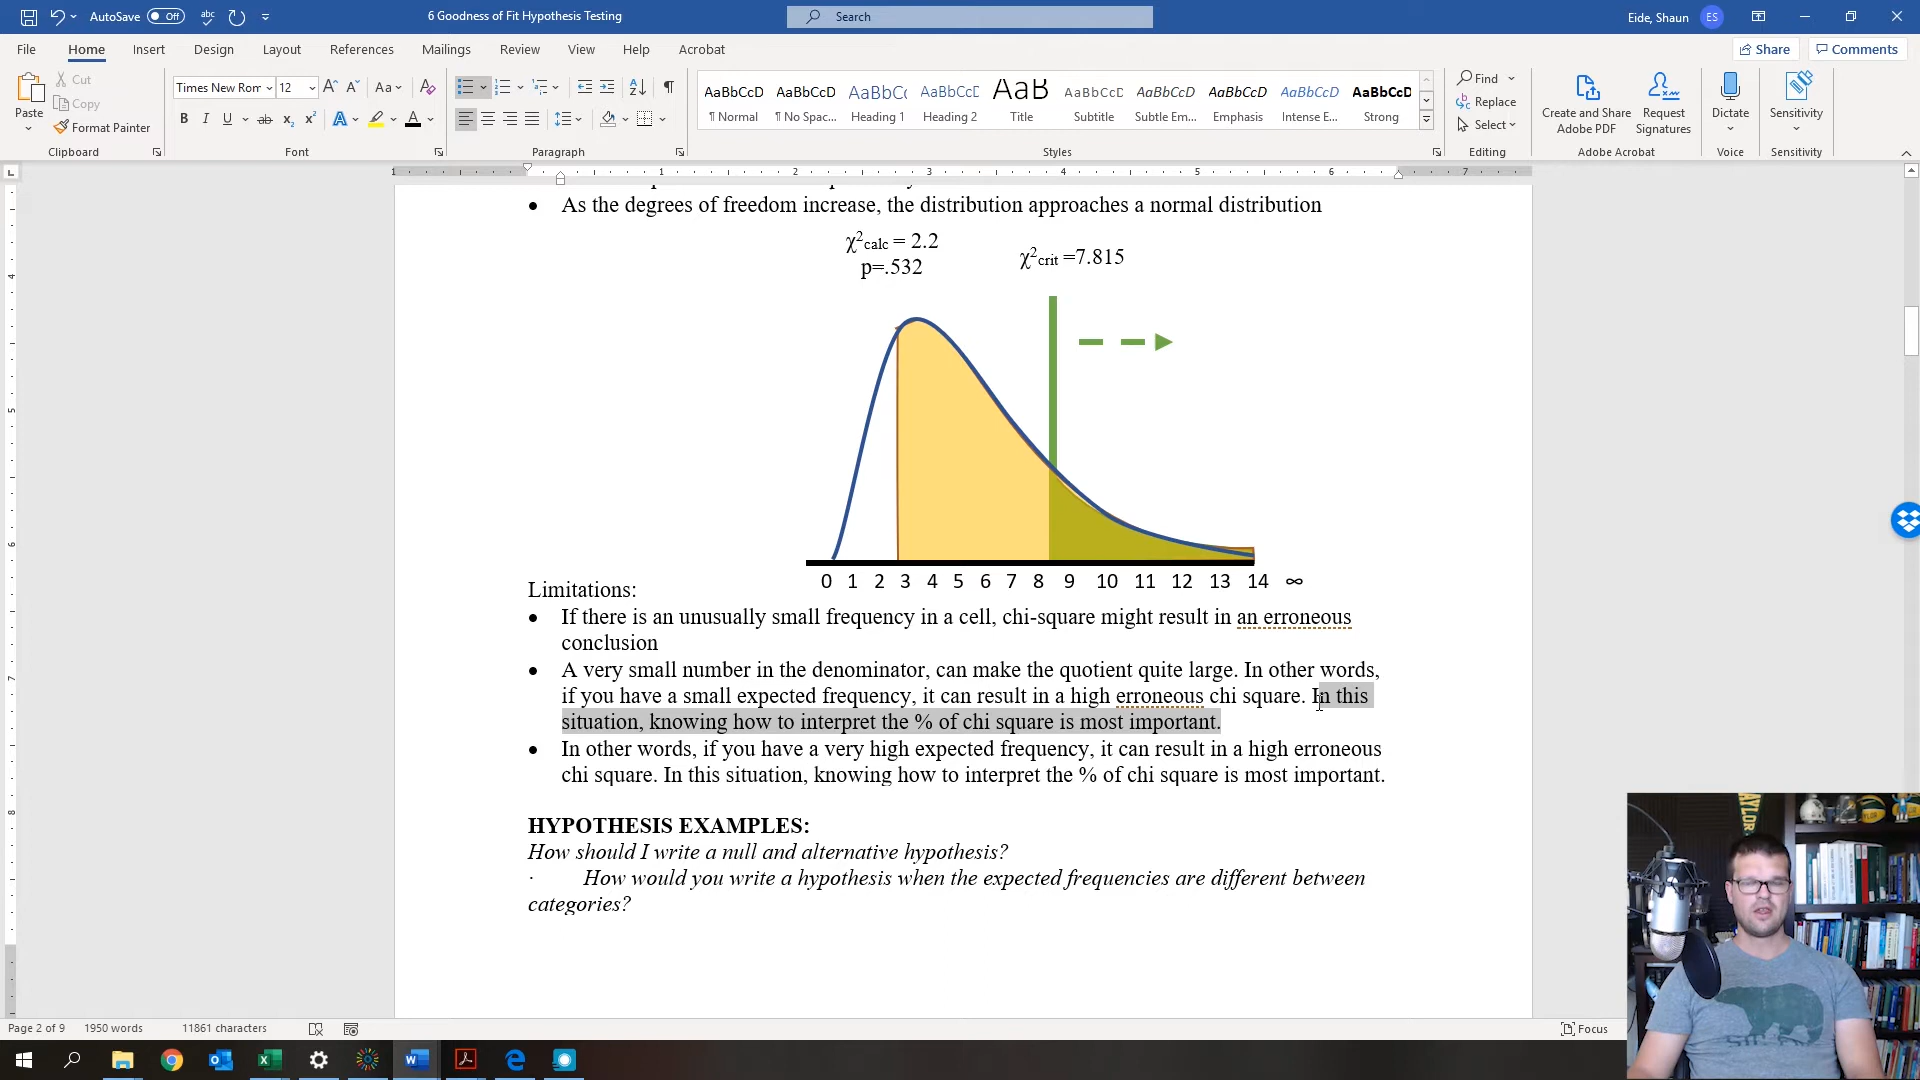 AutoSave Off
abc
6 Goodness of Fit Hypothesis Testing
Search
Eide, Shaun ES
File Home Insert Design Layout References Mailings Review View Help Acrobat
Share Comments
Paste
Cut
Copy
Format Painter
Clipboard
Times New Rom 12
Font
Paragraph
AaBbCcD AaBbCcD AaBbCc AaBbCcD AaB AaBbCcD AaBbCcD AaBbCcD AaBbCcD AaBbCcD
¶ Normal ¶ No Spac... Heading 1 Heading 2 Title Subtitle Subtle Em... Emphasis Intense E... Strong
Styles
Find
Replace
Select
Editing
Create and Share Adobe PDF
Request Signatures
Adobe Acrobat
Dictate
Voice
Sensitivity
Sensitivity
1 1 2 3 4 5 6 7
• As the degrees of freedom increase, the distribution approaches a normal distribution
χ²calc = 2.2
p=.532
χ²crit =7.815
0 1 2 3 4 5 6 7 8 9 10 11 12 13 14 ∞
Limitations:
• If there is an unusually small frequency in a cell, chi-square might result in an erroneous
conclusion
• A very small number in the denominator, can make the quotient quite large. In other words,
if you have a small expected frequency, it can result in a high erroneous chi square. In this
situation, knowing how to interpret the % of chi square is most important.
• In other words, if you have a very high expected frequency, it can result in a high erroneous
chi square. In this situation, knowing how to interpret the % of chi square is most important.
HYPOTHESIS EXAMPLES:
How should I write a null and alternative hypothesis?
· How would you write a hypothesis when the expected frequencies are different between
categories?
Page 2 of 9 1950 words 11861 characters
Focus